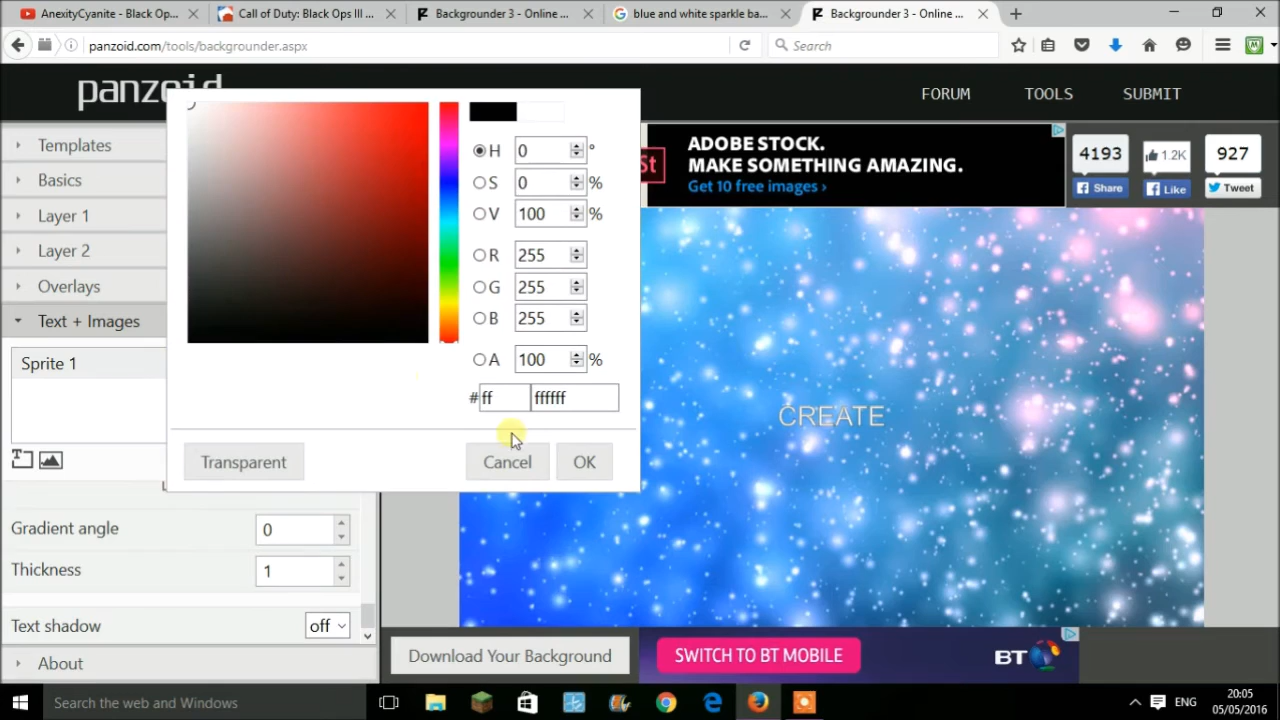 AnexityCyanite - Black Op...
Call of Duty: Black Ops III ...
Backgrounder 3 - Online ...
blue and white sparkle ba...
Backgrounder 3 - Online ...
panzoid.com/tools/backgrounder.aspx
Search
panzoid
FORUM
TOOLS
SUBMIT
Templates
Basics
Layer 1
Layer 2
Overlays
Text + Images
Sprite 1
H 0 °
S 0 %
V 100 %
R 255
G 255
B 255
A 100 %
# ff ffffff
Transparent
Cancel
OK
St
ADOBE STOCK.
MAKE SOMETHING AMAZING.
Get 10 free images ›
4193
1.2K
927
Share
Like
Tweet
CREATE
Gradient angle 0
Thickness 1
Text shadow off
About
Download Your Background
SWITCH TO BT MOBILE
BT
Search the web and Windows
ENG
20:05
05/05/2016